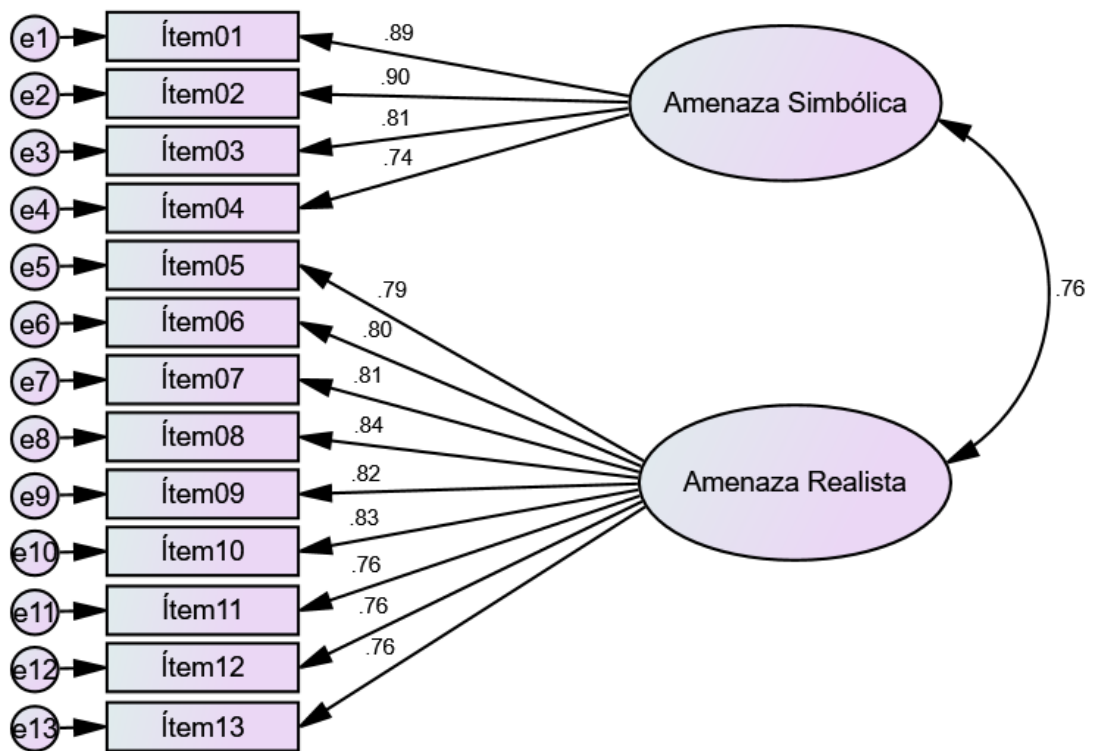 e1 Ítem01 .89
e2 Ítem02 .90
e3 Ítem03 .81
e4 Ítem04 .74
Amenaza Simbólica
.76
e5 Ítem05 .79
e6 Ítem06 .80
e7 Ítem07 .81
e8 Ítem08 .84
e9 Ítem09 .82
e10 Ítem10 .83
e11 Ítem11 .76
e12 Ítem12 .76
e13 Ítem13 .76
Amenaza Realista